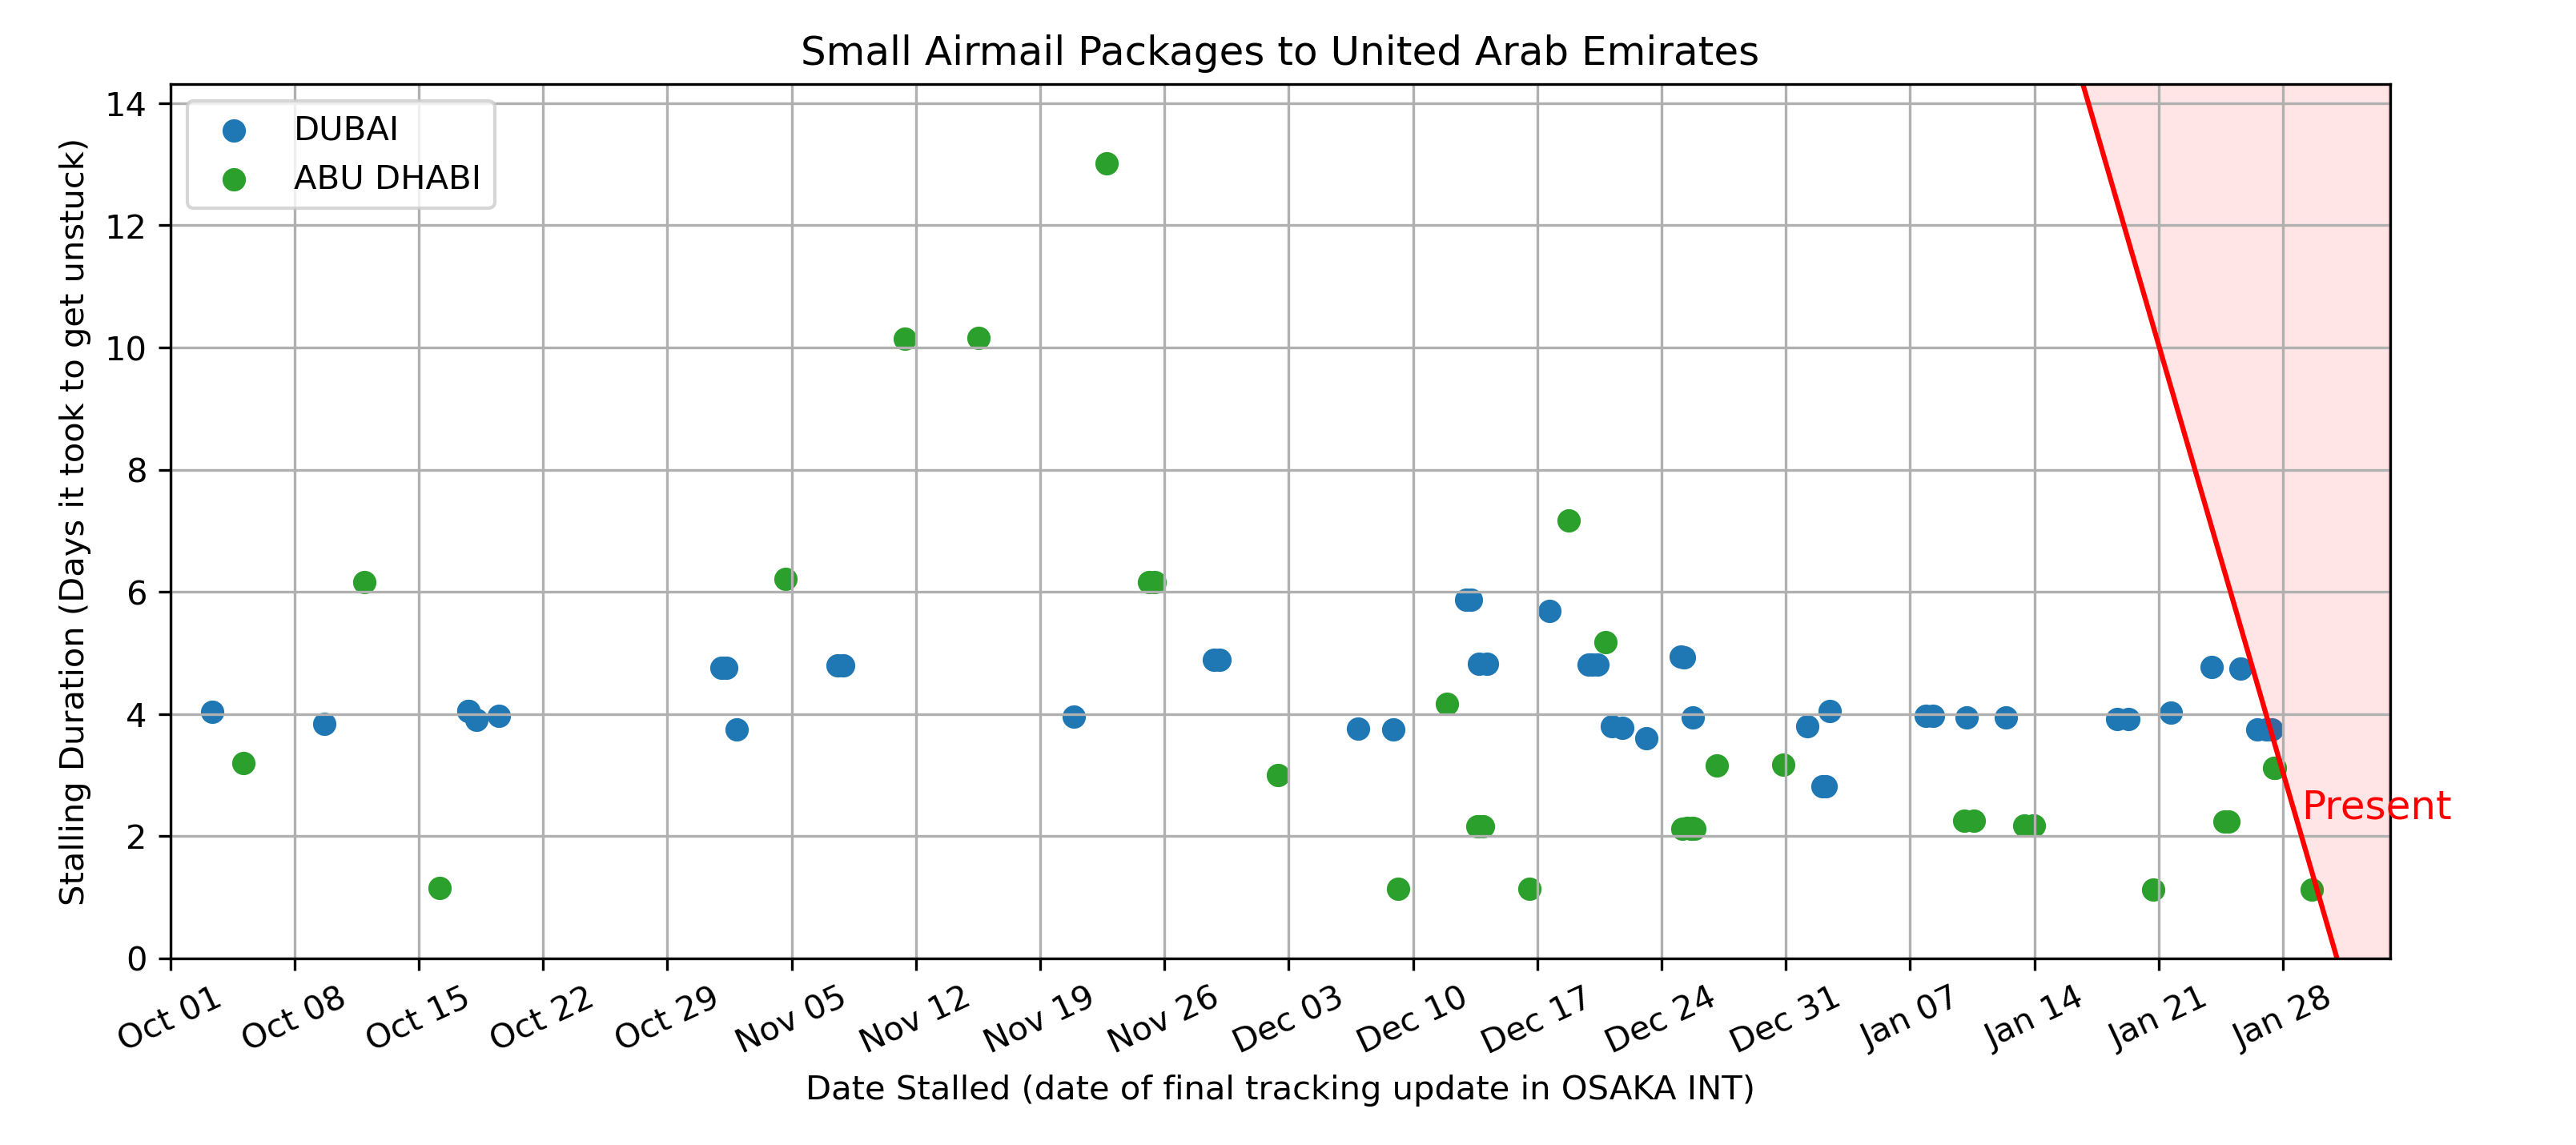 Small Airmail Packages to United Arab Emirates
DUBAI
ABU DHABI
Stalling Duration (Days it took to get unstuck)
14
12
10
8
6
4
2
0
Present
Oct 01
Oct 08
Oct 15
Oct 22
Oct 29
Nov 05
Nov 12
Nov 19
Nov 26
Dec 03
Dec 10
Dec 17
Dec 24
Dec 31
Jan 07
Jan 14
Jan 21
Jan 28
Date Stalled (date of final tracking update in OSAKA INT)